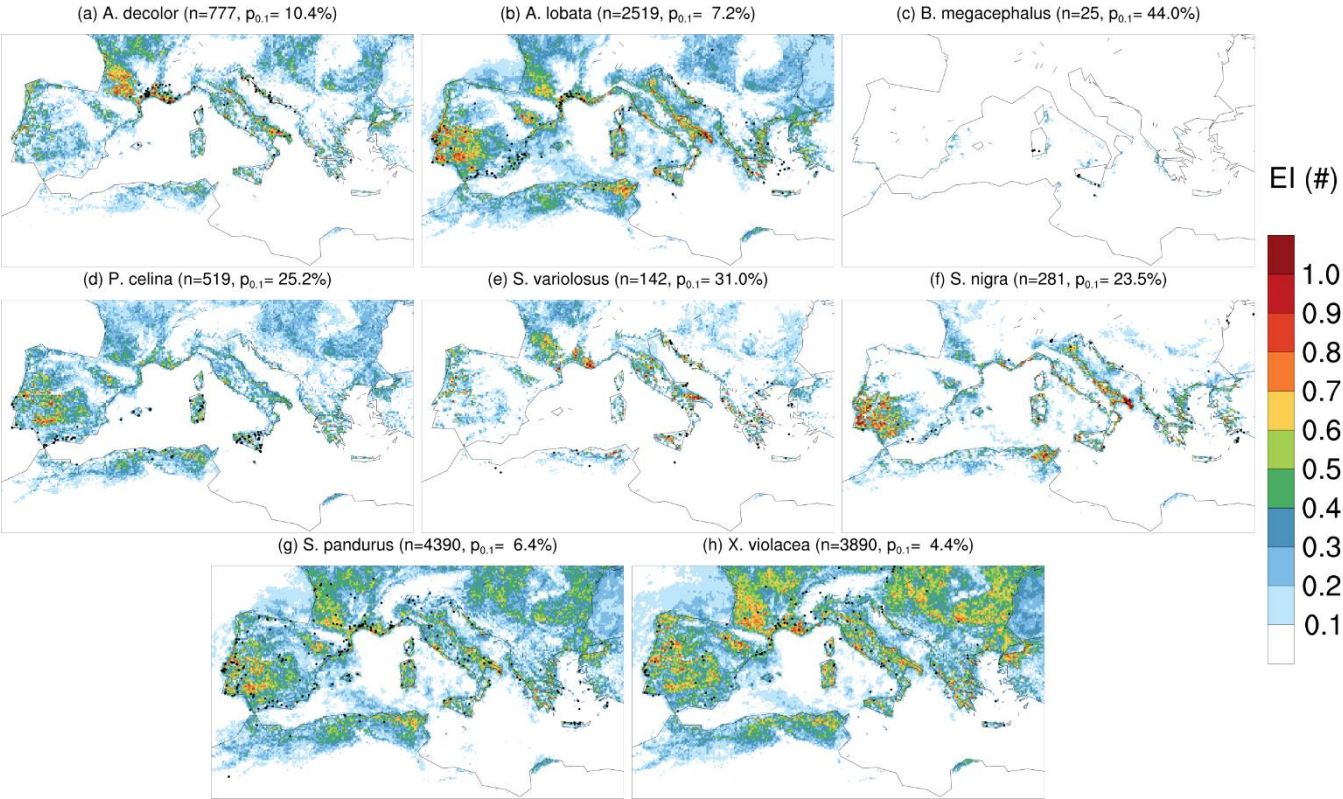 (a) A. decolor (n=777, p0.1= 10.4%)
(b) A. lobata (n=2519, p0.1= 7.2%)
(c) B. megacephalus (n=25, p0.1= 44.0%)
EI (#)
1.0
0.9
0.8
0.7
0.6
0.5
0.4
0.3
0.2
0.1
(d) P. celina (n=519, p0.1= 25.2%)
(e) S. variolosus (n=142, p0.1= 31.0%)
(f) S. nigra (n=281, p0.1= 23.5%)
(g) S. pandurus (n=4390, p0.1= 6.4%)
(h) X. violacea (n=3890, p0.1= 4.4%)